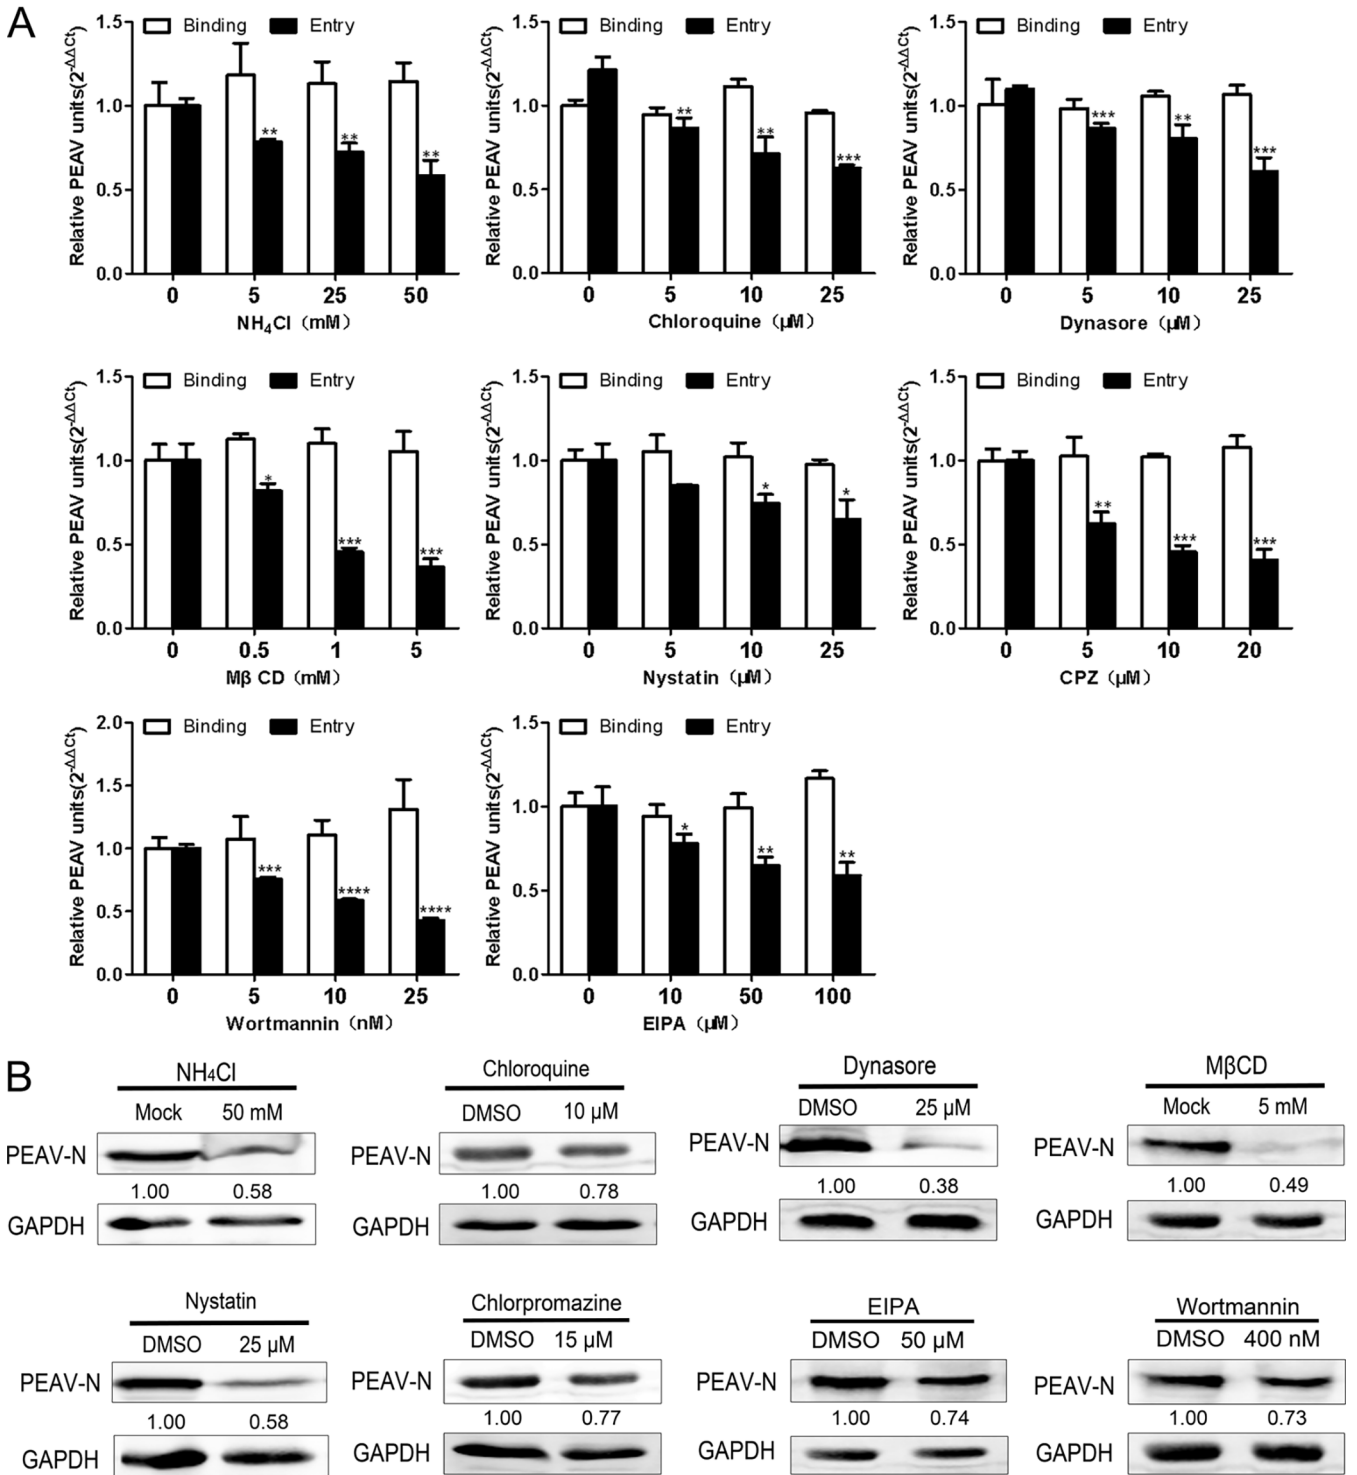 A
Relative PEAV units(2-ΔΔCt)
Binding Entry
1.5
1.0
0.5
0.0
0 5 25 50
NH4Cl (mM)
Relative PEAV units(2-ΔΔCt)
Binding Entry
1.5
1.0
0.5
0.0
** ** ***
0 5 10 25
Chloroquine (μM)
Relative PEAV units(2-ΔΔCt)
Binding Entry
1.5
1.0
0.5
0.0
*** ** ***
0 5 10 25
Dynasore (μM)
Relative PEAV units(2-ΔΔCt)
Binding Entry
1.5
1.0
0.5
0.0
* *** ***
0 0.5 1 5
Mβ CD (mM)
Relative PEAV units(2-ΔΔCt)
Binding Entry
1.5
1.0
0.5
0.0
* *
0 5 10 25
Nystatin (μM)
Relative PEAV units(2-ΔΔCt)
Binding Entry
1.5
1.0
0.5
0.0
** *** ***
0 5 10 20
CPZ (μM)
Relative PEAV units(2-ΔΔCt)
Binding Entry
2.0
1.5
1.0
0.5
0.0
*** **** ****
0 5 10 25
Wortmannin (nM)
Relative PEAV units(2-ΔΔCt)
Binding Entry
1.5
1.0
0.5
0.0
* ** **
0 10 50 100
EIPA (μM)
B
NH4Cl
Mock 50 mM
PEAV-N
1.00 0.58
GAPDH
Chloroquine
DMSO 10 μM
PEAV-N
1.00 0.78
GAPDH
Dynasore
DMSO 25 μM
PEAV-N
1.00 0.38
GAPDH
MβCD
Mock 5 mM
PEAV-N
1.00 0.49
GAPDH
Nystatin
DMSO 25 μM
PEAV-N
1.00 0.58
GAPDH
Chlorpromazine
DMSO 15 μM
PEAV-N
1.00 0.77
GAPDH
EIPA
DMSO 50 μM
PEAV-N
1.00 0.74
GAPDH
Wortmannin
DMSO 400 nM
PEAV-N
1.00 0.73
GAPDH